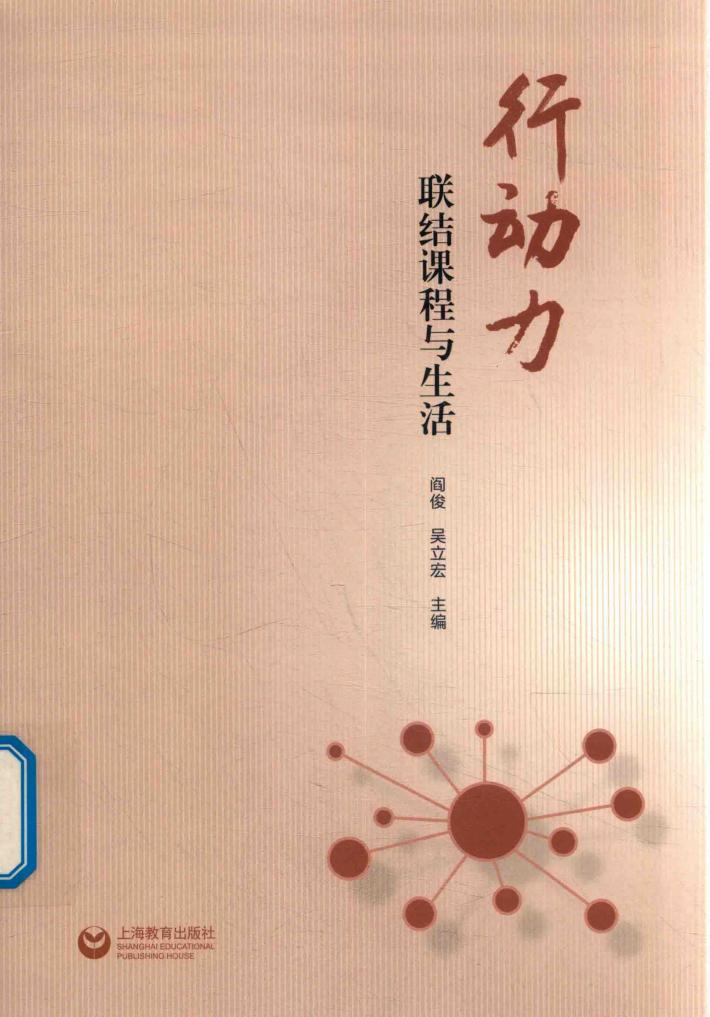 行动力
联结课程与生活
阎俊 吴立宏 主编
上海教育出版社
SHANGHAI EDUCATIONAL
PUBLISHING HOUSE